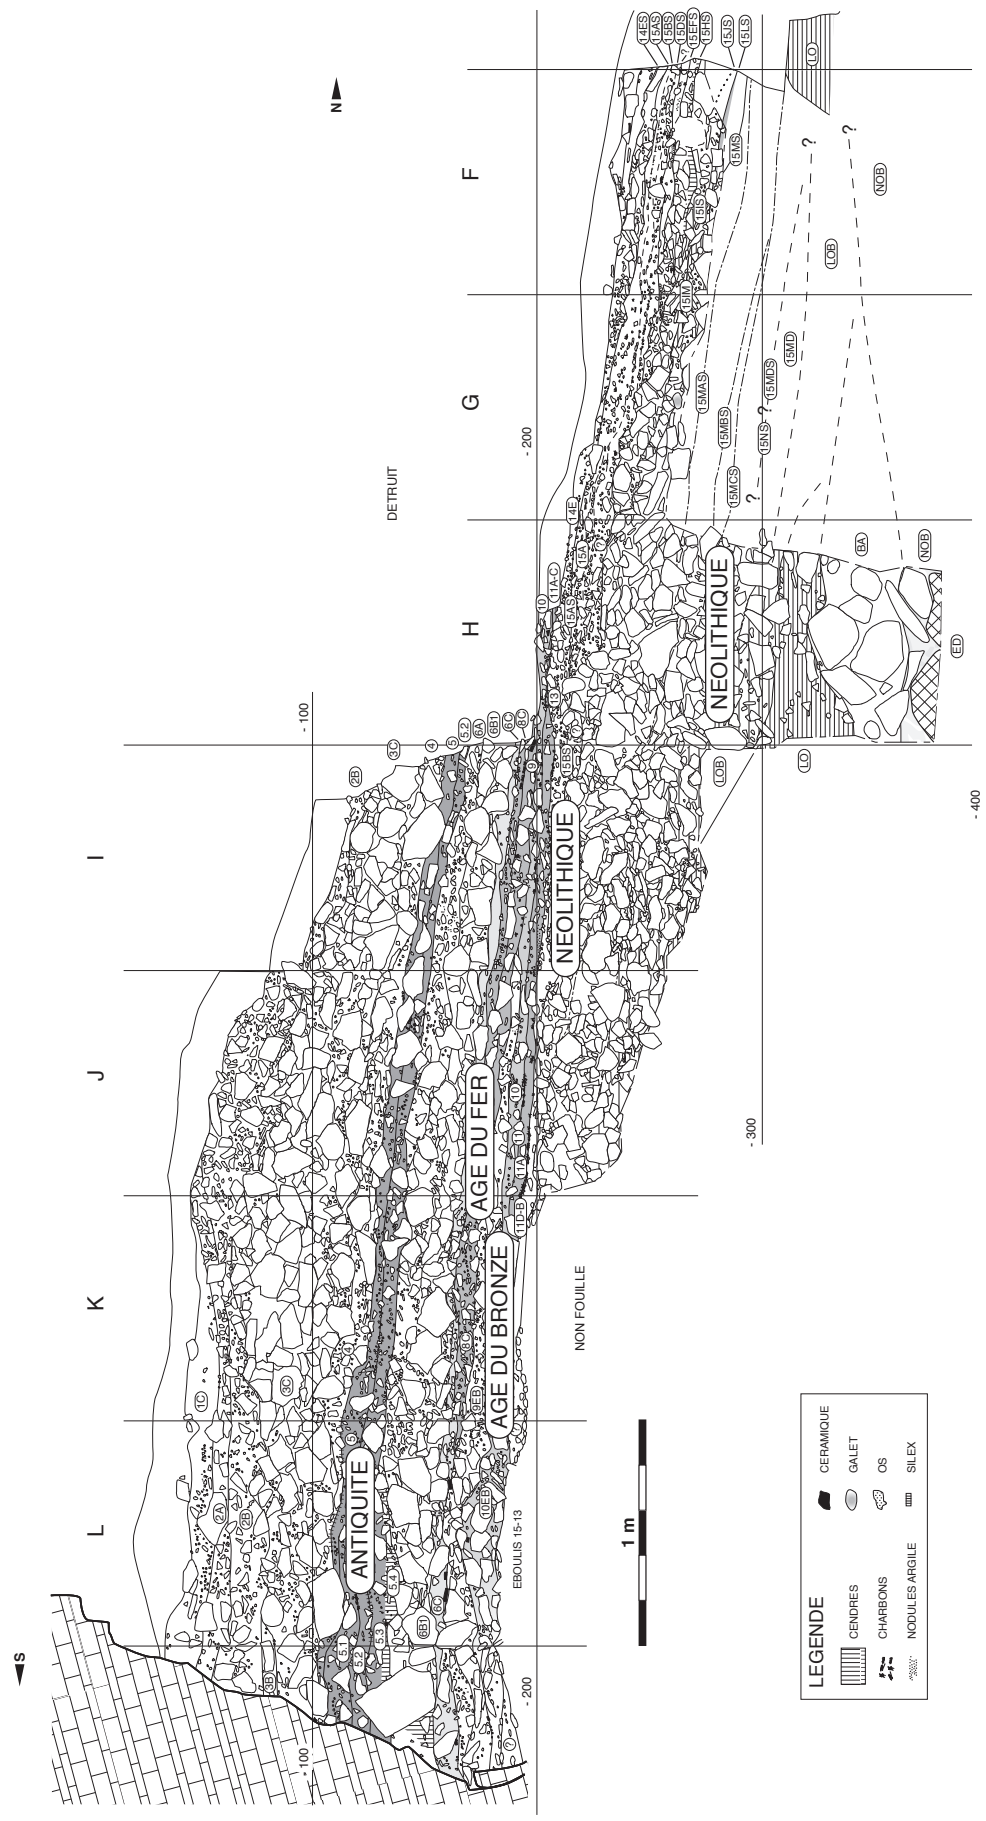 S
N
L
K
J
I
H
G
F
- 100
- 200
- 100
- 200
- 300
- 400
DETRUIT
NON FOUILLE
EBOULIS 15-13
ANTIQUITE
AGE DU FER
AGE DU BRONZE
NEOLITHIQUE
NEOLITHIQUE
1C
2A
2B
3B
3C
4
5
5.1
5.2
5.3
5.4
6B1
6C
8C
9EB
10EB
?
11D-B
11A
11
10
2B
3C
4
5
5.2
6A
6B1
6C
8C
9
10
11A-C
13
14E
15A
15AS
15BS
?
?
LOB
LO
BA
NOB
ED
15IM
15IS
15MS
15MAS
15MBS
15MCS
15NS
15MDS
15MD
LOB
NOB
LO
?
?
?
?
14ES
15AS
15BS
15DS
15EFS
15HS
15JS
15LS
?
1 m
LEGENDE
CENDRES
CHARBONS
NODULES ARGILE
CERAMIQUE
GALET
OS
SILEX